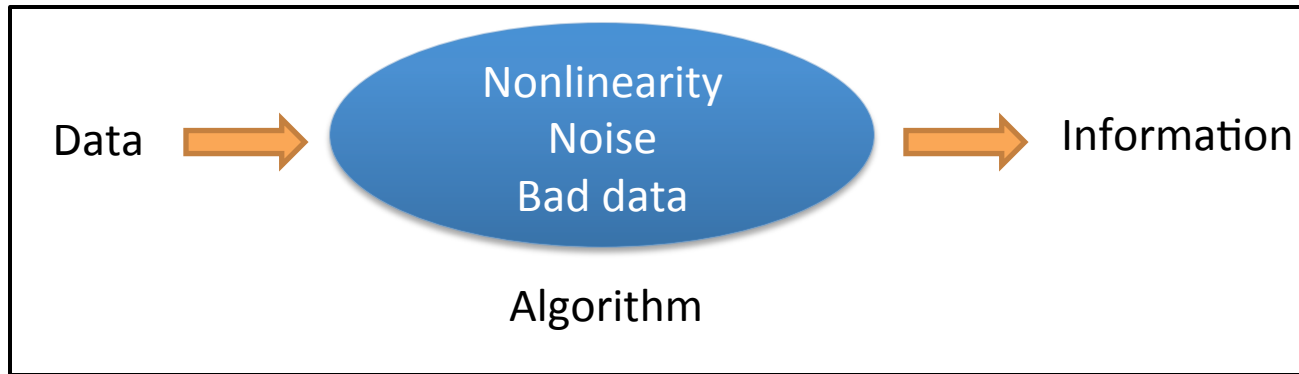 Nonlinearity
Data
Noise
Information
Bad data
Algorithm